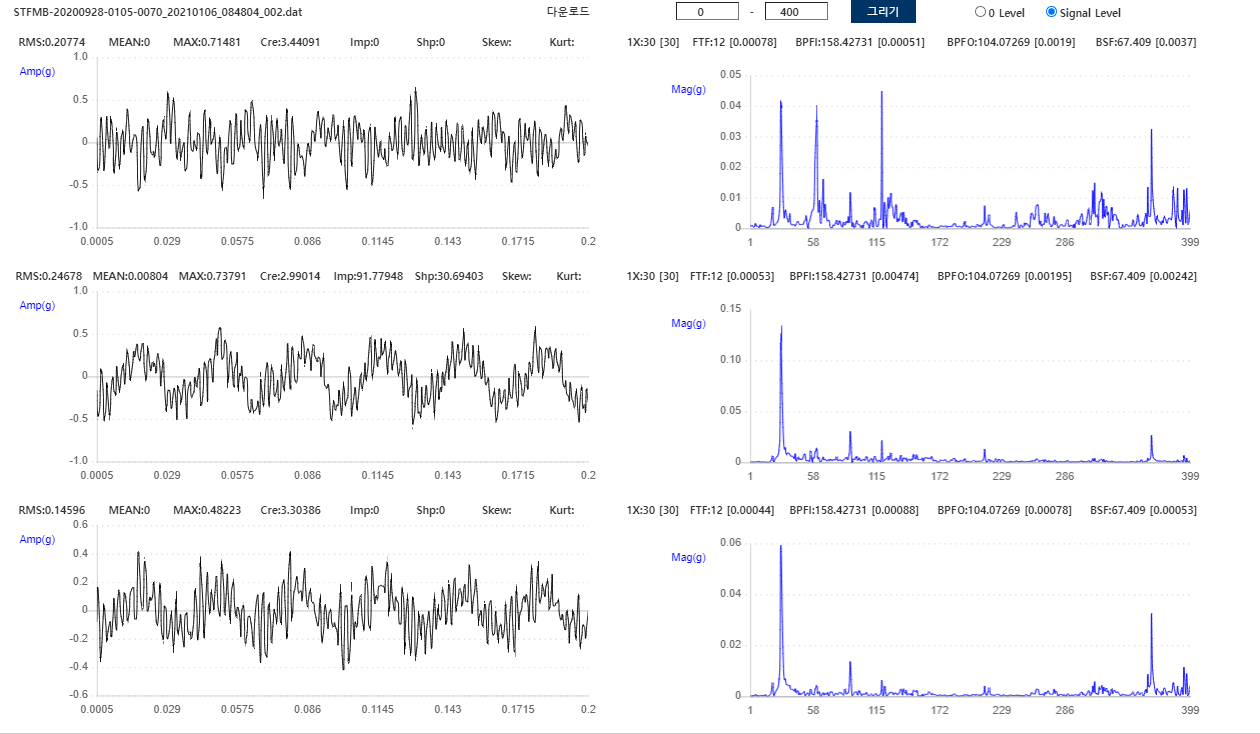 STFMB-20200928-0105-0070_20210106_084804_002.dat 다운로드 0 - 400 그리기 0 Level Signal Level
RMS:0.20774 MEAN:0 MAX:0.71481 Cre:3.44091 Imp:0 Shp:0 Skew: Kurt:
1X:30 [30] FTF:12 [0.00078] BPFI:158.42731 [0.00051] BPFO:104.07269 [0.0019] BSF:67.409 [0.0037]
Amp(g)
1.0
0.5
0
-0.5
-1.0
0.0005 0.029 0.0575 0.086 0.1145 0.143 0.1715 0.2
Mag(g)
0.05
0.04
0.03
0.02
0.01
0
1 58 115 172 229 286 399
RMS:0.24678 MEAN:0.00804 MAX:0.73791 Cre:2.99014 Imp:91.77948 Shp:30.69403 Skew: Kurt:
1X:30 [30] FTF:12 [0.00053] BPFI:158.42731 [0.00474] BPFO:104.07269 [0.00195] BSF:67.409 [0.00242]
Amp(g)
1.0
0.5
0
-0.5
-1.0
0.0005 0.029 0.0575 0.086 0.1145 0.143 0.1715 0.2
Mag(g)
0.15
0.10
0.05
0
1 58 115 172 229 286 399
RMS:0.14596 MEAN:0 MAX:0.48223 Cre:3.30386 Imp:0 Shp:0 Skew: Kurt:
1X:30 [30] FTF:12 [0.00044] BPFI:158.42731 [0.00088] BPFO:104.07269 [0.00078] BSF:67.409 [0.00053]
Amp(g)
0.6
0.4
0.2
0
-0.2
-0.4
-0.6
0.0005 0.029 0.0575 0.086 0.1145 0.143 0.1715 0.2
Mag(g)
0.06
0.04
0.02
0
1 58 115 172 229 286 399